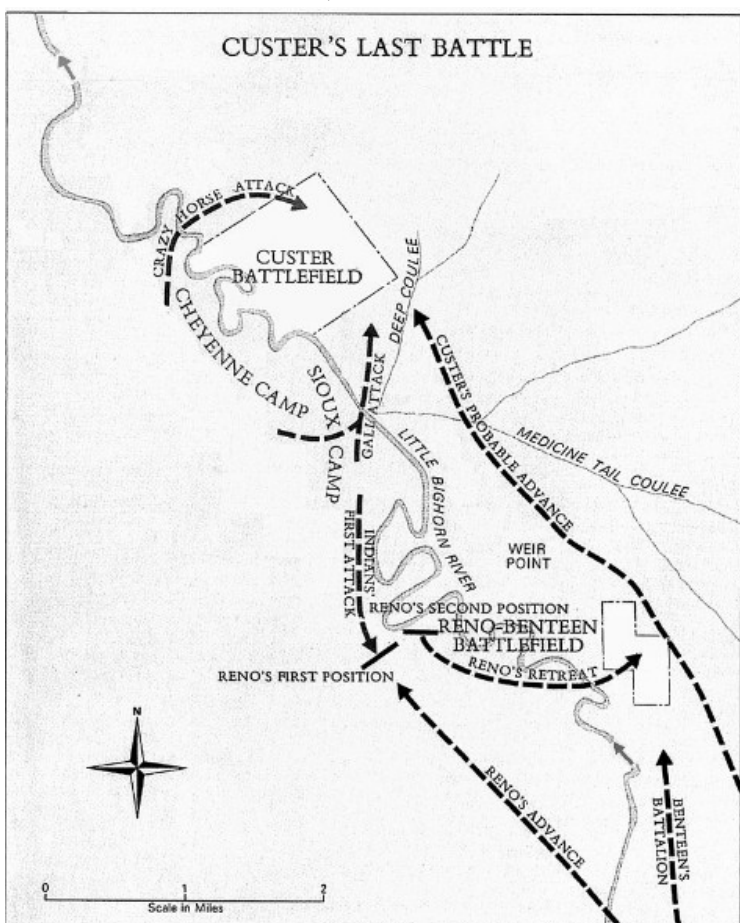 CUSTER'S LAST BATTLE
CRAZY HORSE ATTACK
CUSTER
BATTLEFIELD
DEEP COULEE
CHEYENNE CAMP
SIOUX CAMP
GALL ATTACK
CUSTER'S PROBABLE ADVANCE
MEDICINE TAIL COULEE
LITTLE BIGHORN RIVER
INDIANS'
FIRST ATTACK
WEIR
POINT
RENO'S SECOND POSITION
RENO-BENTEEN
BATTLEFIELD
RENO'S RETREAT
RENO'S FIRST POSITION
N
RENO'S ADVANCE
BENTEEN'S
BATTALION
0 1 2
Scale in Miles